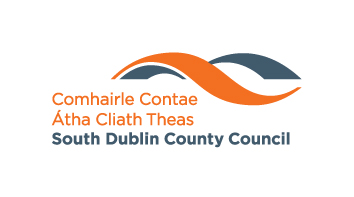 Comhairle Contae
Átha Cliath Theas
South Dublin County Council